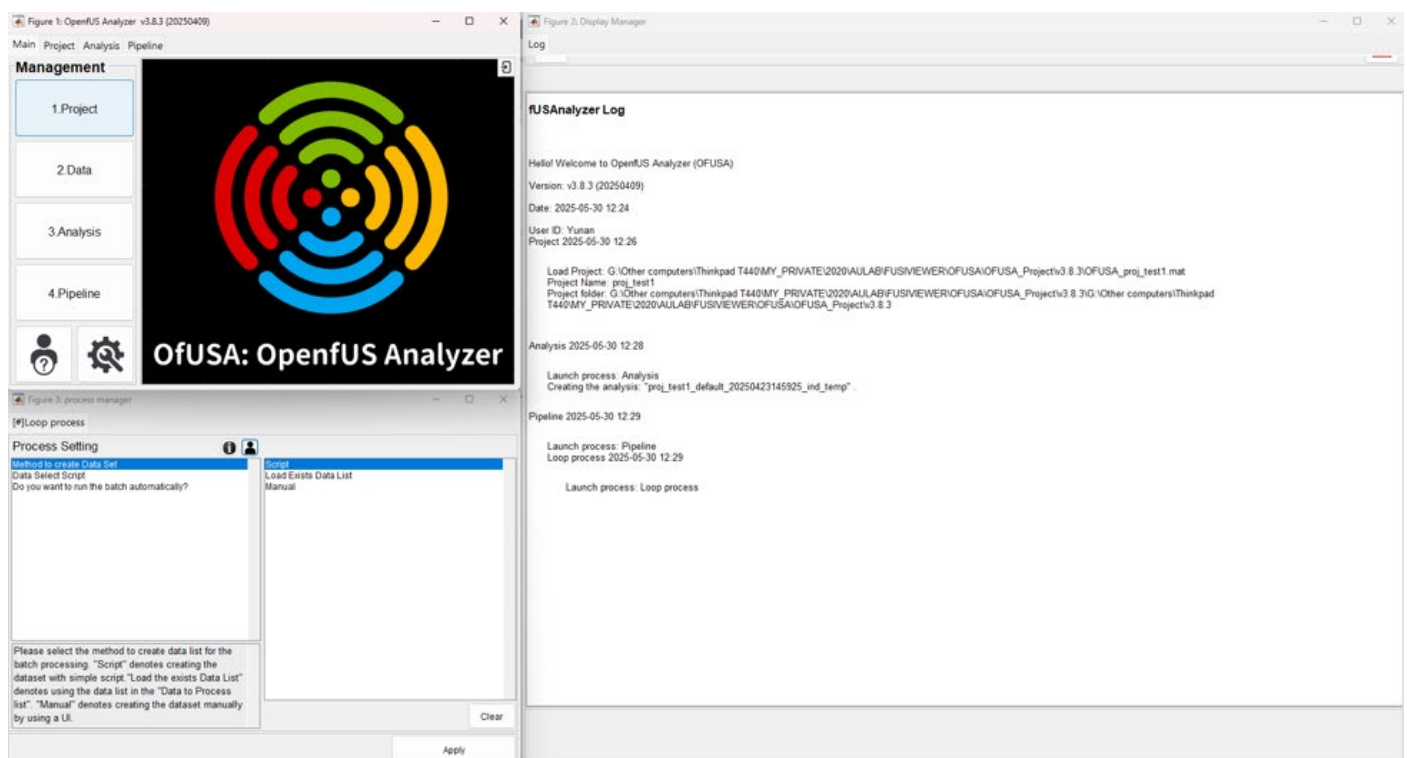 Figure 1: OpenfUS Analyzer v3.8.3 (20250409)
Main Project Analysis Pipeline
Management
1.Project
2.Data
3.Analysis
4.Pipeline
OfUSA: OpenfUS Analyzer
Figure 3: process manager
[#]Loop process
Process Setting
Method to create Data Set
Data Select Script
Do you want to run the batch automatically?
Script
Load Exists Data List
Manual
Please select the method to create data list for the
batch processing. "Script" denotes creating the
dataset with simple script."Load the exists Data List"
denotes using the data list in the "Data to Process
list". "Manual" denotes creating the dataset manually
by using a UI.
Clear
Apply
Figure 2: Display Manager
Log
fUSAnalyzer Log
Hello! Welcome to OpenfUS Analyzer (OFUSA)
Version: v3.8.3 (20250409)
Date: 2025-05-30 12:24
User ID: Yunan
Project 2025-05-30 12:26
Load Project: G:\Other computers\Thinkpad T440\MY_PRIVATE\2020\AULAB\FUSIVIEWER\OFUSA\OFUSA_Project\v3.8.3\OFUSA_proj_test1.mat
Project Name: proj_test1
Project folder: G:\Other computers\Thinkpad T440\MY_PRIVATE\2020\AULAB\FUSIVIEWER\OFUSA\OFUSA_Project\v3.8.3\G:\Other computers\Thinkpad
T440\MY_PRIVATE\2020\AULAB\FUSIVIEWER\OFUSA\OFUSA_Project\v3.8.3
Analysis 2025-05-30 12:28
Launch process: Analysis
Creating the analysis: "proj_test1_default_20250423145925_ind_temp" .
Pipeline 2025-05-30 12:29
Launch process: Pipeline
Loop process 2025-05-30 12:29
Launch process: Loop process